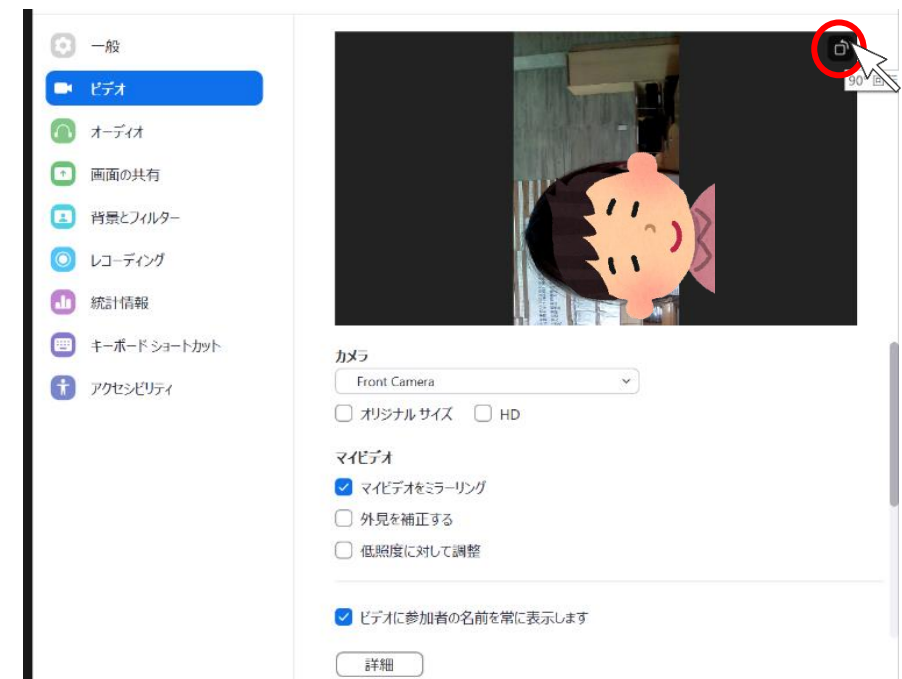 一般
ビデオ
オーディオ
画面の共有
背景とフィルター
レコーディング
統計情報
キーボード ショートカット
アクセシビリティ
90°回
カメラ
Front Camera
オリジナル サイズ
HD
マイビデオ
マイビデオをミラーリング
外見を補正する
低照度に対して調整
ビデオに参加者の名前を常に表示します
詳細